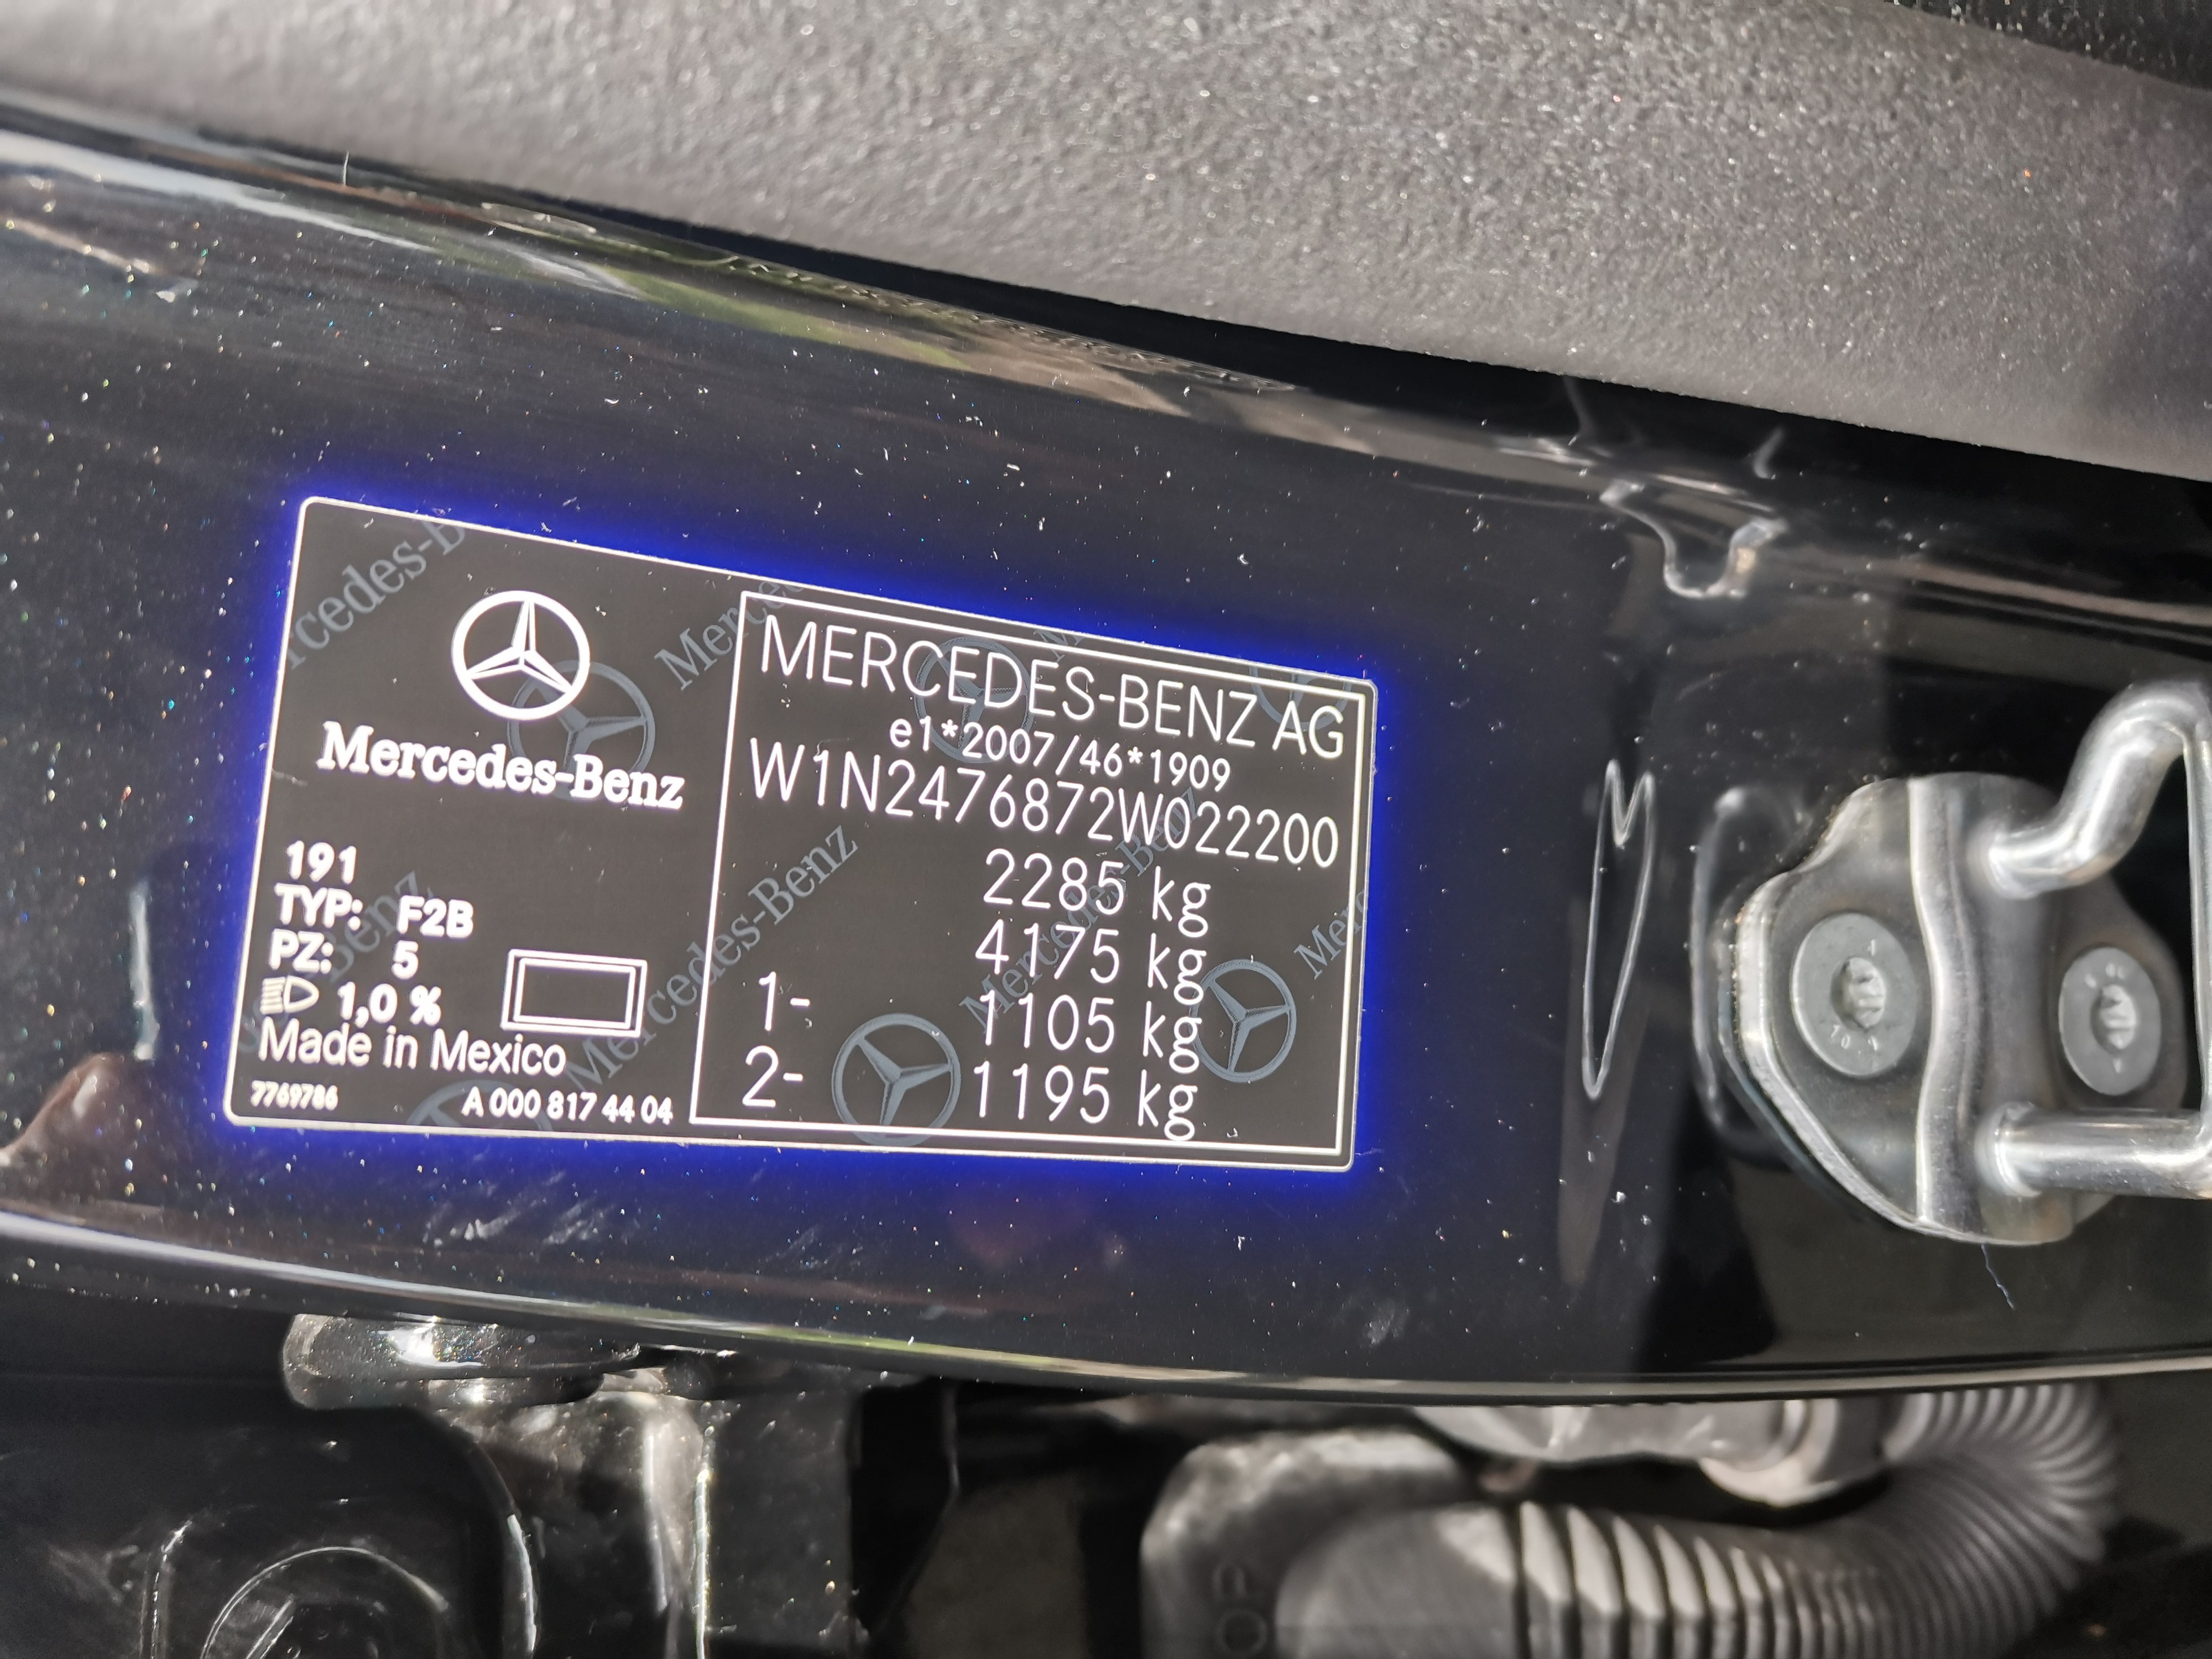 Mercedes-Benz
191
TYP: F2B
PZ: 5
1,0 %
Made in Mexico
7769786 A 000 817 44 04
MERCEDES-BENZ AG
e1*2007/46*1909
W1N2476872W022200
2285 kg
4175 kg
1- 1105 kg
2- 1195 kg